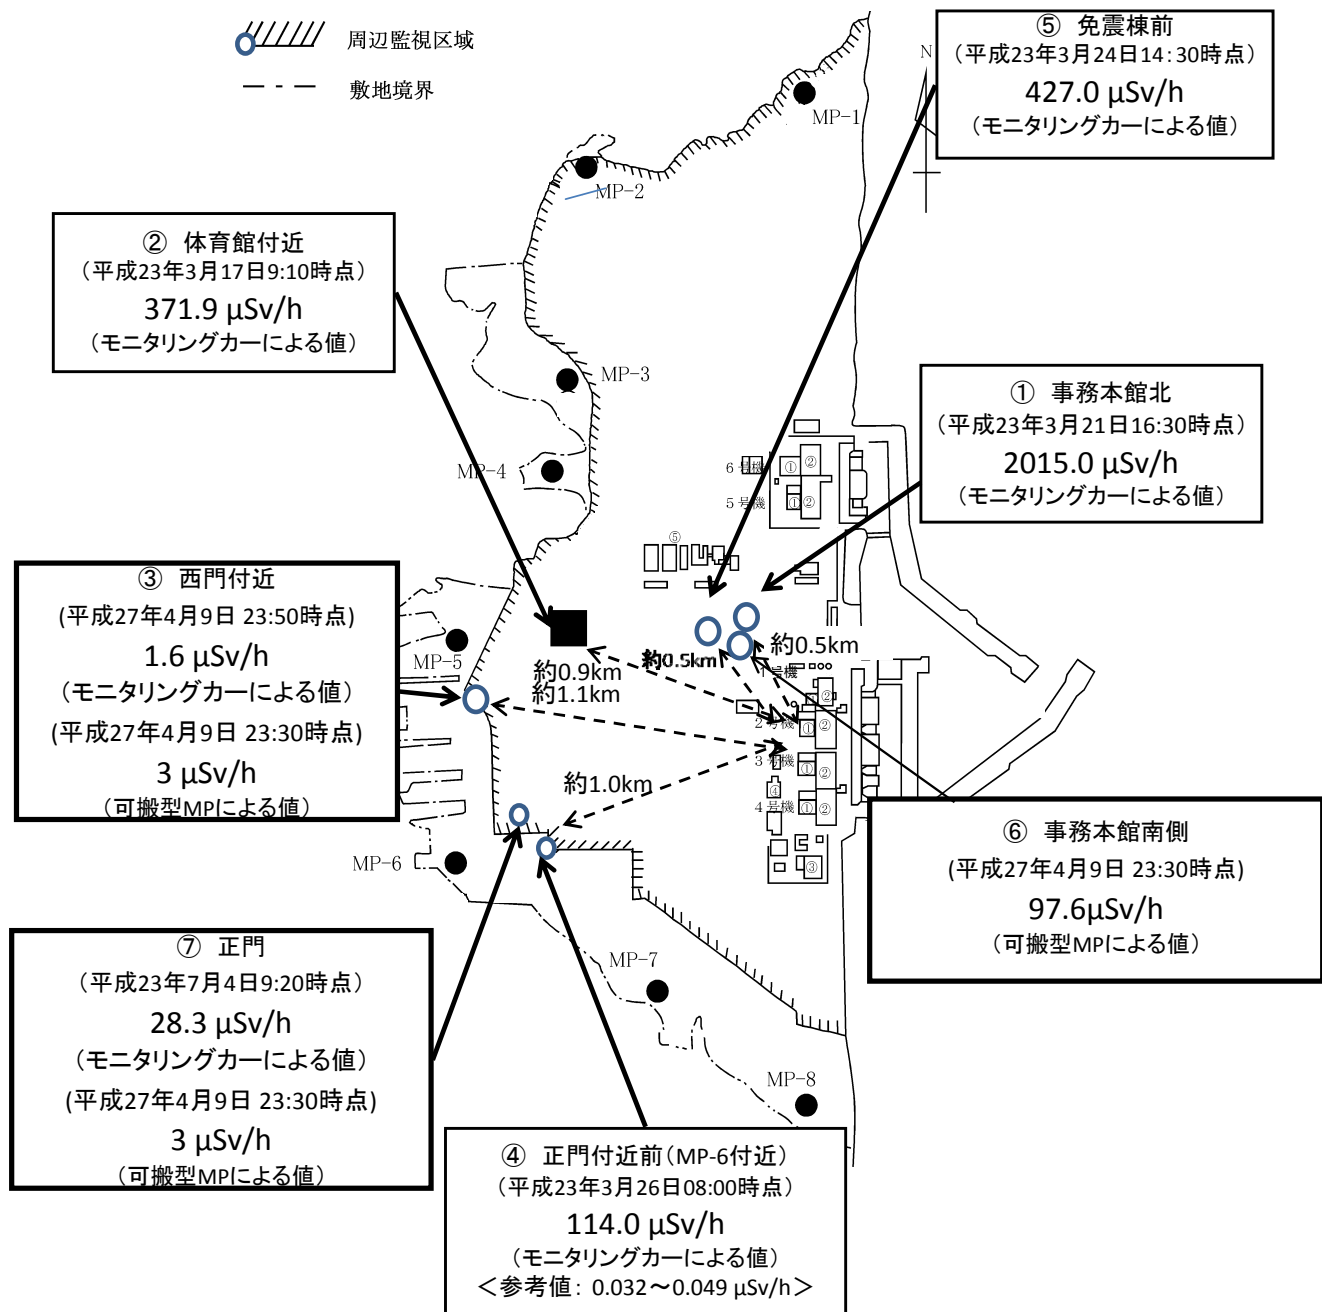 周辺監視区域
敷地境界
⑤ 免震棟前
（平成23年3月24日14：30時点）
427.0 μSv/h
（モニタリングカーによる値）
N
MP-1
MP-2
② 体育館付近
（平成23年3月17日9:10時点）
371.9 μSv/h
（モニタリングカーによる値）
MP-3
① 事務本館北
（平成23年3月21日16:30時点）
2015.0 μSv/h
（モニタリングカーによる値）
MP-4
6号機
①
②
5号機
①
②
⑤
③ 西門付近
(平成27年4月9日 23:50時点)
1.6 μSv/h
（モニタリングカーによる値）
(平成27年4月9日 23:30時点)
3 μSv/h
（可搬型MPによる値）
MP-5
約0.9km
約1.1km
約0.5km
約0.5km
1号機
②
2号機
①
②
3号機
①
②
約1.0km
④
4号機
①
②
③
MP-6
⑥ 事務本館南側
(平成27年4月9日 23:30時点)
97.6μSv/h
（可搬型MPによる値）
⑦ 正門
（平成23年7月4日9:20時点）
28.3 μSv/h
（モニタリングカーによる値）
(平成27年4月9日 23:30時点)
3 μSv/h
（可搬型MPによる値）
MP-7
MP-8
④ 正門付近前（MP-6付近）
（平成23年3月26日08:00時点）
114.0 μSv/h
（モニタリングカーによる値）
＜参考値：0.032～0.049 μSv/h＞